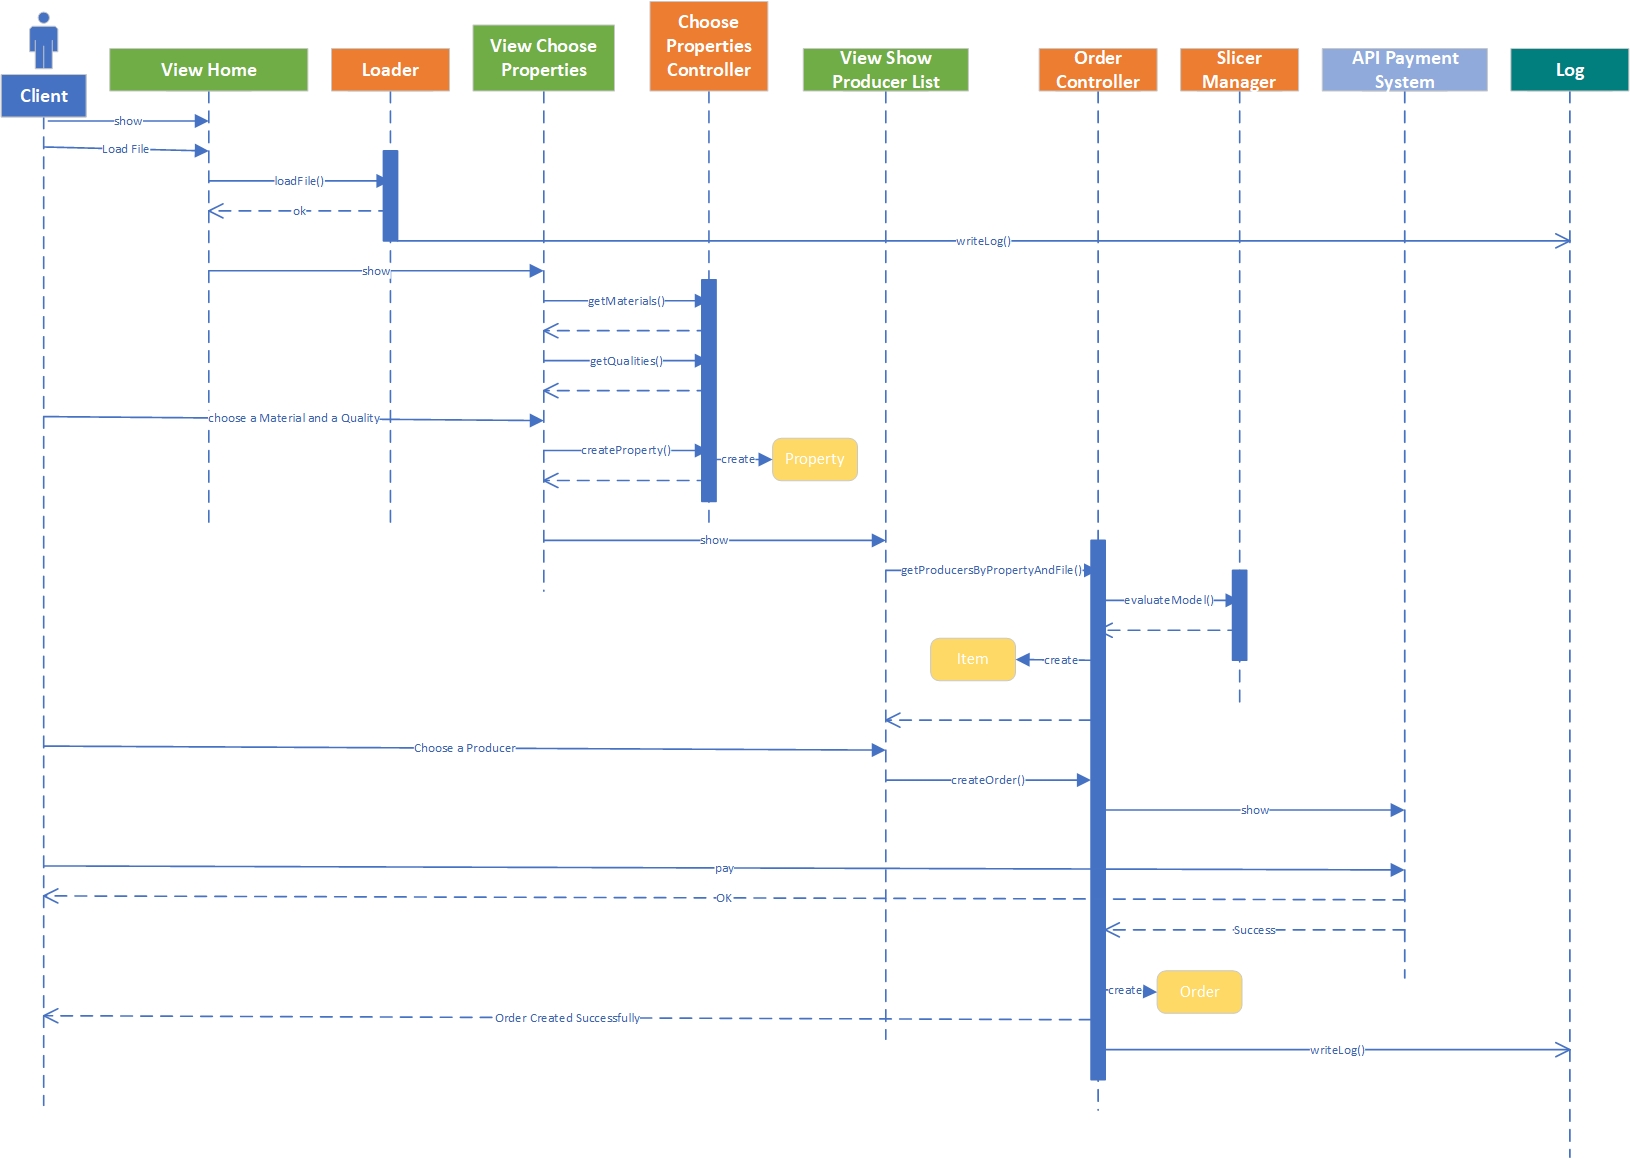 Client
View Home
Loader
View Choose
Properties
Choose
Properties
Controller
View Show
Producer List
Order
Controller
Slicer
Manager
API Payment
System
Log
show
Load File
loadFile()
ok
writeLog()
show
getMaterials()
getQualities()
choose a Material and a Quality
createProperty()
create
Property
show
getProducersByPropertyAndFile()
evaluateModel()
Item
create
Choose a Producer
createOrder()
show
pay
OK
Success
create
Order
Order Created Successfully
writeLog()